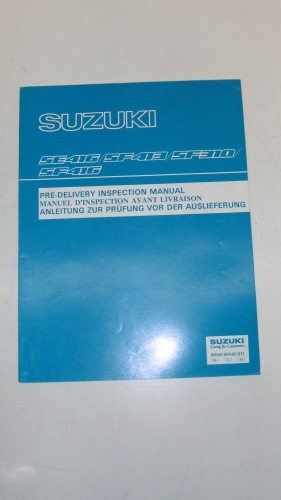 SUZUKI
SE416 SF413 SF310/
SF416
PRE-DELIVERY INSPECTION MANUAL
MANUEL D'INSPECTION AVANT LIVRAISON
ANLEITUNG ZUR PRÜFUNG VOR DER AUSLIEFERUNG
SUZUKI
Caring for Customers